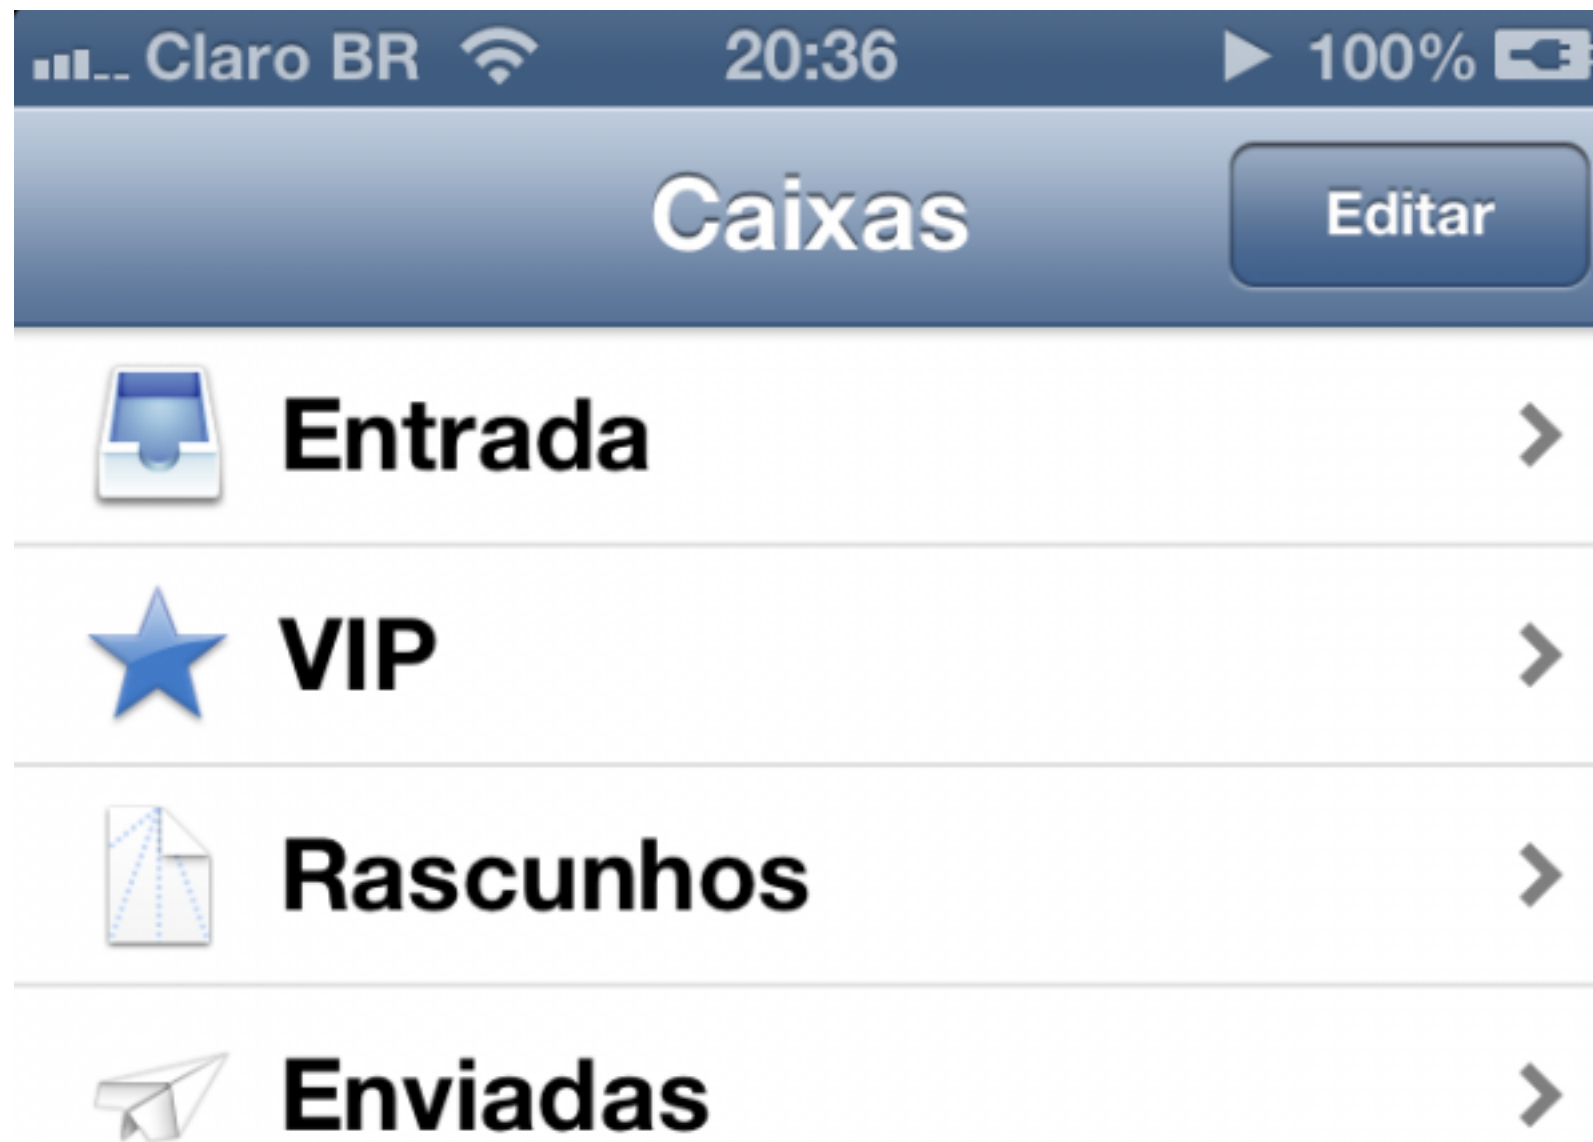 Claro BR 20:36 100%
Caixas Editar
Entrada
VIP
Rascunhos
Enviadas